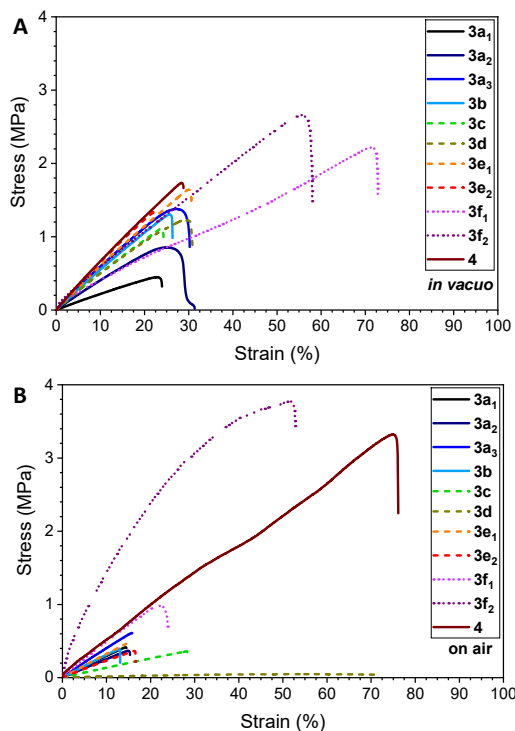 A
4
3
2
1
0
Stress (MPa)
0 10 20 30 40 50 60 70 80 90 100
Strain (%)
3a₁
3a₂
3a₃
3b
3c
3d
3e₁
3e₂
3f₁
3f₂
4
in vacuo
B
4
3
2
1
0
Stress (MPa)
0 10 20 30 40 50 60 70 80 90 100
Strain (%)
3a₁
3a₂
3a₃
3b
3c
3d
3e₁
3e₂
3f₁
3f₂
4
on air